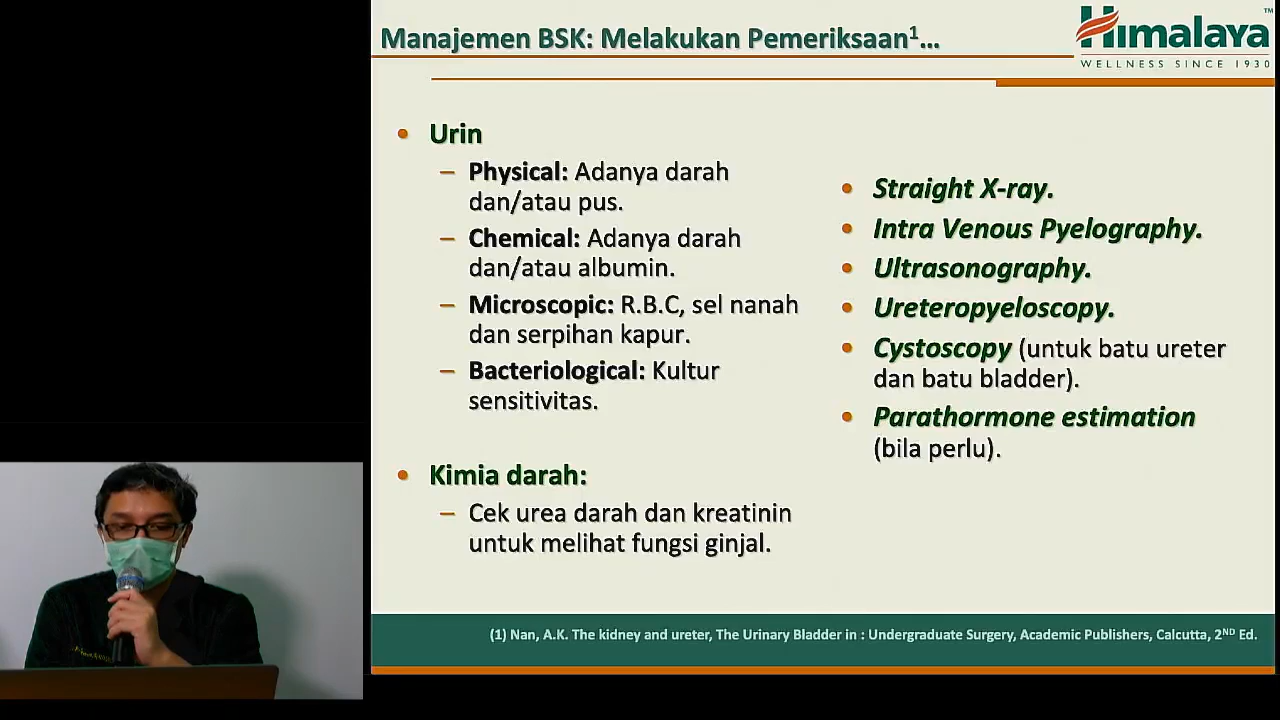 Manajemen BSK: Melakukan Pemeriksaan¹…
Himalaya™
WELLNESS SINCE 1930
• Urin
– Physical: Adanya darah
dan/atau pus.
– Chemical: Adanya darah
dan/atau albumin.
– Microscopic: R.B.C, sel nanah
dan serpihan kapur.
– Bacteriological: Kultur
sensitivitas.
• Kimia darah:
– Cek urea darah dan kreatinin
untuk melihat fungsi ginjal.
• Straight X-ray.
• Intra Venous Pyelography.
• Ultrasonography.
• Ureteropyeloscopy.
• Cystoscopy (untuk batu ureter
dan batu bladder).
• Parathormone estimation
(bila perlu).
(1) Nan, A.K. The kidney and ureter, The Urinary Bladder in : Undergraduate Surgery, Academic Publishers, Calcutta, 2ND Ed.